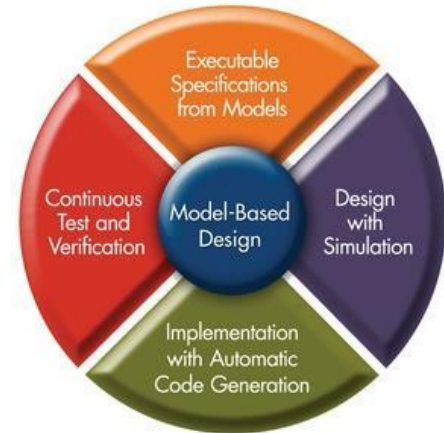 Executable
Specifications
from Models
Continuous
Test and
Verification
Model-Based
Design
Design
with
Simulation
Implementation
with Automatic
Code Generation